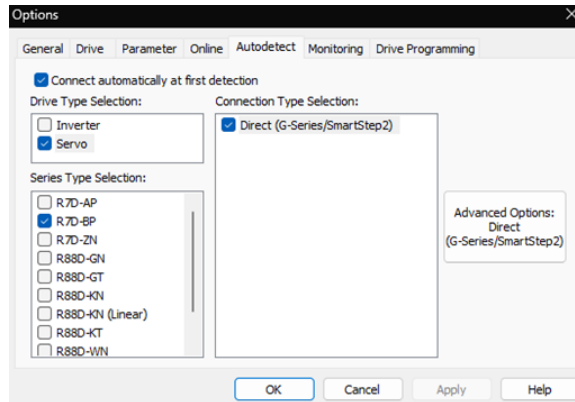 Options
General Drive Parameter Online Autodetect Monitoring Drive Programming
Connect automatically at first detection
Drive Type Selection:
Inverter
Servo
Series Type Selection:
R7D-AP
R7D-BP
R7D-ZN
R88D-GN
R88D-GT
R88D-KN
R88D-KN (Linear)
R88D-KT
R88D-WN
Connection Type Selection:
Direct (G-Series/SmartStep2)
Advanced Options:
Direct
(G-Series/SmartStep2)
OK Cancel Apply Help